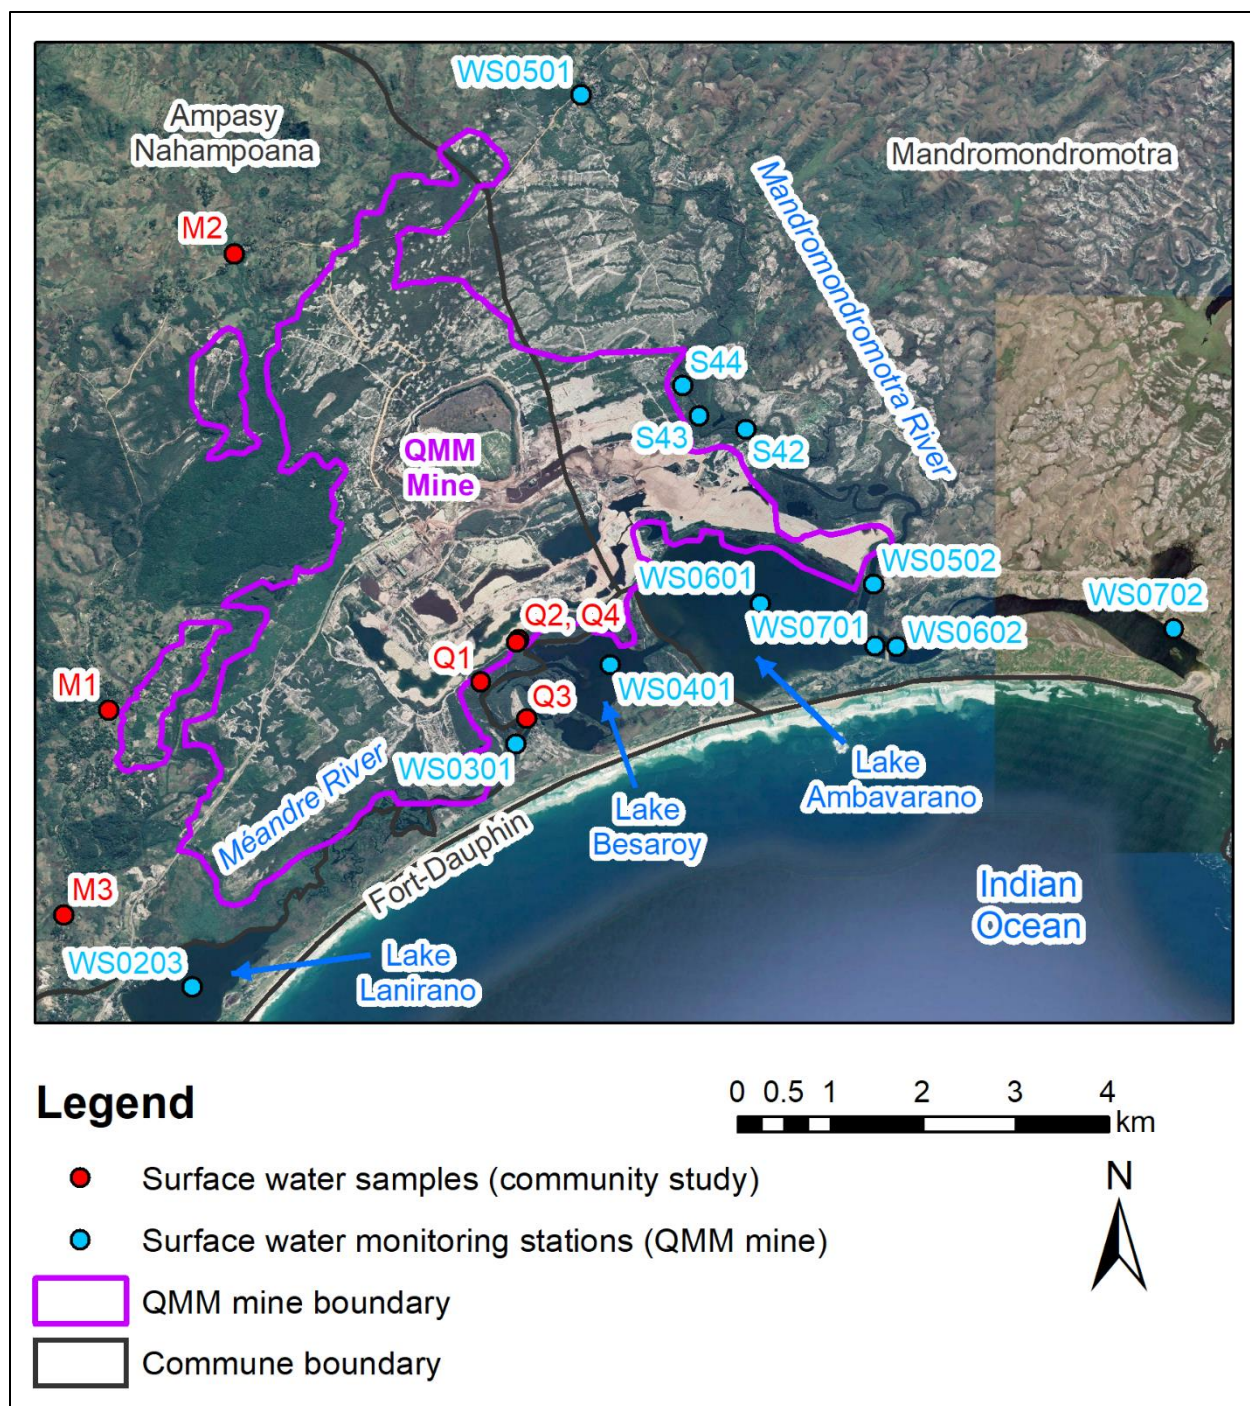 WS0501
Ampasy
Nahampoana
Mandromondromotra
M2
Mandromondromotra River
S44
S43
S42
QMM
Mine
WS0502
WS0601
WS0702
Q2, Q4
WS0701
WS0602
Q1
WS0401
M1
Q3
WS0301
Méandre River
Lake
Ambavarano
Lake
Besaroy
Fort-Dauphin
M3
Indian
Ocean
WS0203
Lake
Lanirano
Legend
0 0.5 1 2 3 4
km
Surface water samples (community study)
N
Surface water monitoring stations (QMM mine)
QMM mine boundary
Commune boundary